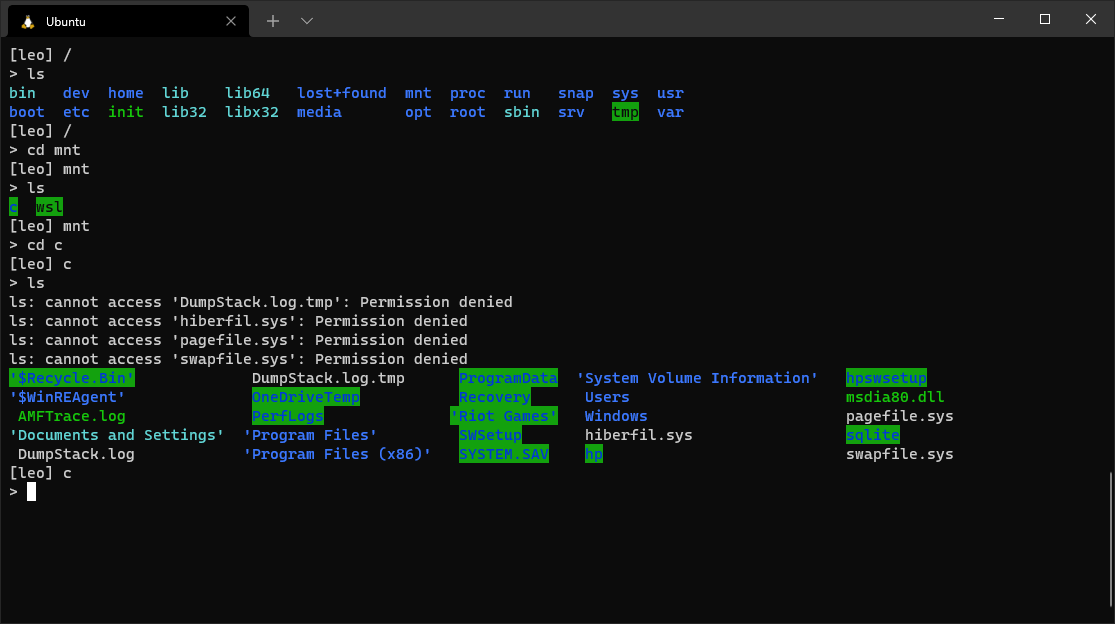 Ubuntu
[leo] /
> ls
bin   dev  home  lib    lib64   lost+found  mnt  proc  run   snap  sys  usr
boot  etc  init  lib32  libx32  media       opt  root  sbin  srv   tmp  var
[leo] /
> cd mnt
[leo] mnt
> ls
c  wsl
[leo] mnt
> cd c
[leo] c
> ls
ls: cannot access 'DumpStack.log.tmp': Permission denied
ls: cannot access 'hiberfil.sys': Permission denied
ls: cannot access 'pagefile.sys': Permission denied
ls: cannot access 'swapfile.sys': Permission denied
'$Recycle.Bin'             DumpStack.log.tmp      ProgramData  'System Volume Information'   hpswsetup
'$WinREAgent'              OneDriveTemp           Recovery      Users                        msdia80.dll
 AMFTrace.log              PerfLogs              'Riot Games'   Windows                      pagefile.sys
'Documents and Settings'  'Program Files'         SWSetup       hiberfil.sys                 sqlite
 DumpStack.log            'Program Files (x86)'   SYSTEM.SAV    hp                           swapfile.sys
[leo] c
>